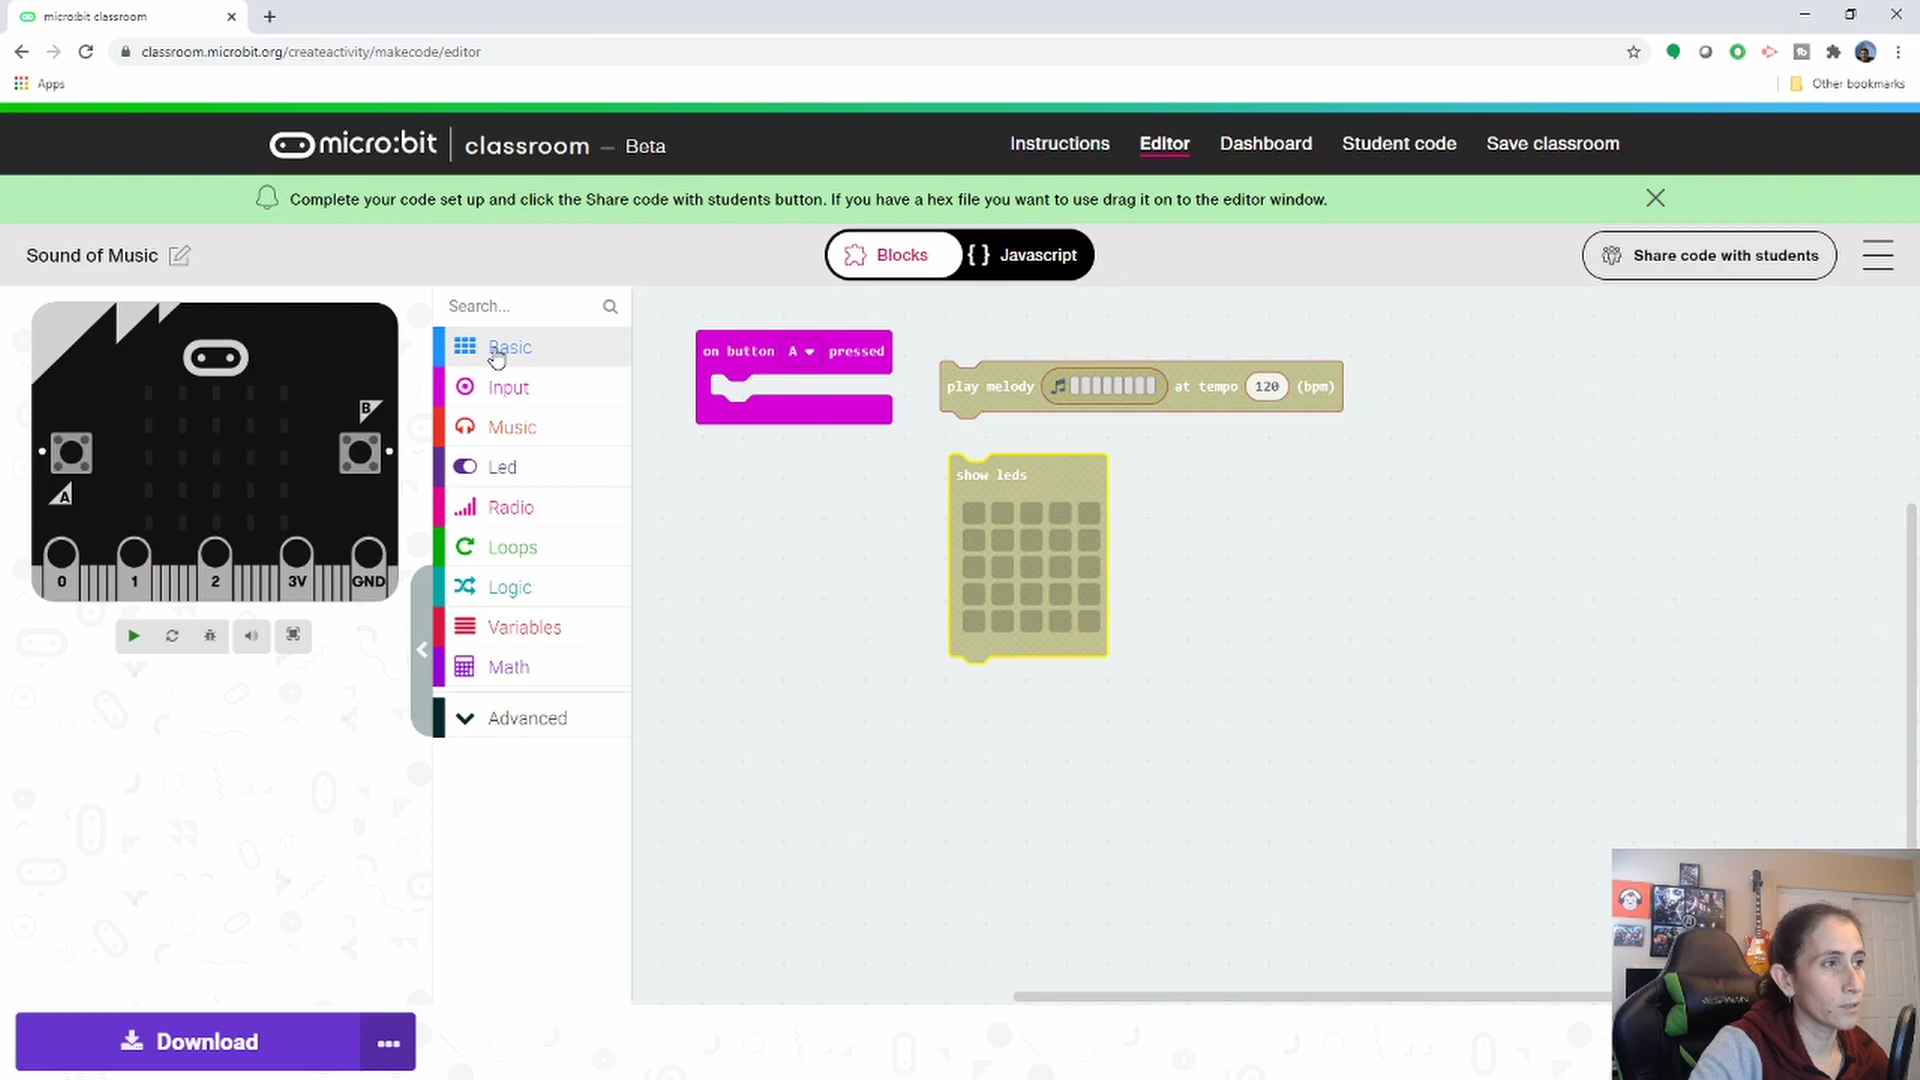 micro:bit classroom
classroom.microbit.org/createactivity/makecode/editor
Apps
Other bookmarks
micro:bit classroom — Beta
Instructions
Editor
Dashboard
Student code
Save classroom
Complete your code set up and click the Share code with students button. If you have a hex file you want to use drag it on to the editor window.
Sound of Music
Blocks
{ } Javascript
Share code with students
Search...
Basic
Input
Music
Led
Radio
Loops
Logic
Variables
Math
Advanced
B
A
0 1 2 3V GND
on button A pressed
play melody at tempo 120 (bpm)
show leds
Download